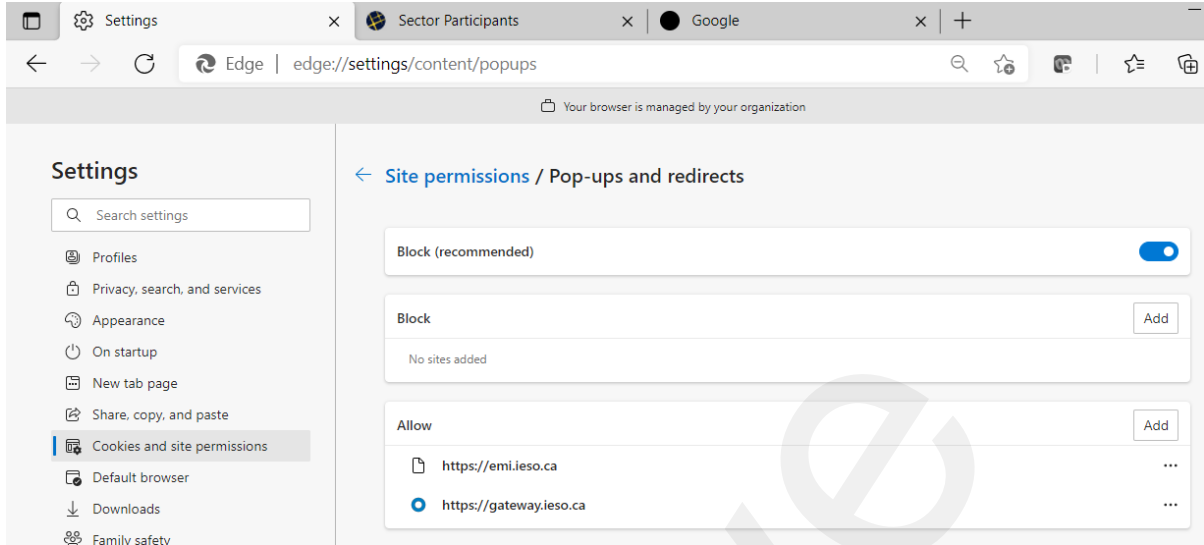 Settings
Sector Participants
Google
Edge | edge://settings/content/popups
Your browser is managed by your organization
Settings
Search settings
Profiles
Privacy, search, and services
Appearance
On startup
New tab page
Share, copy, and paste
Cookies and site permissions
Default browser
Downloads
Family safety
Site permissions / Pop-ups and redirects
Block (recommended)
Block
Add
No sites added
Allow
Add
https://emi.ieso.ca
https://gateway.ieso.ca